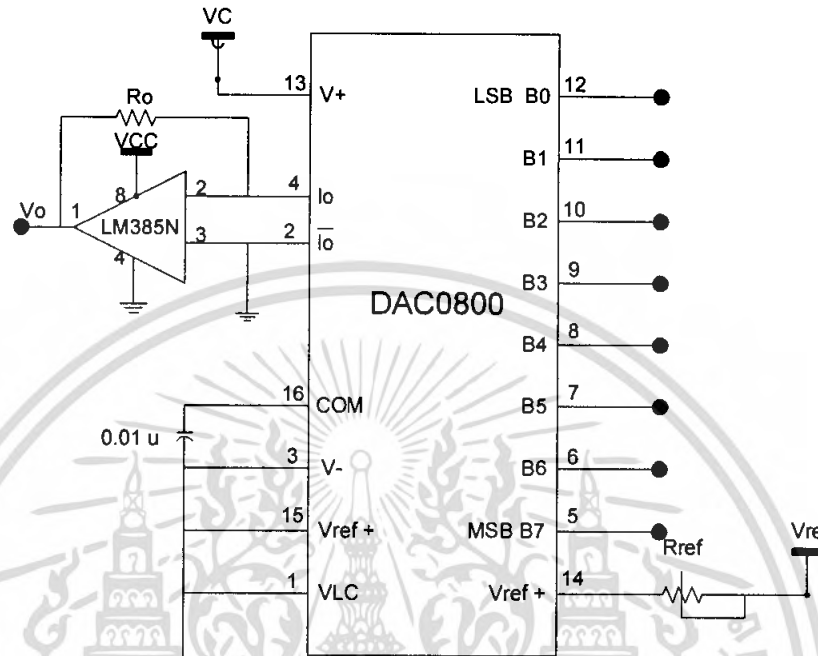 VC
13
V+
LSB B0
12
Ro
VCC
B1
11
8
2
4
Io
B2
10
Vo
1
LM385N
3
2
Io
B3
9
4
DAC0800
B4
8
16
COM
B5
7
0.01 u
3
V-
B6
6
15
Vref +
MSB B7
5
Rref
Vre
1
VLC
Vref +
14